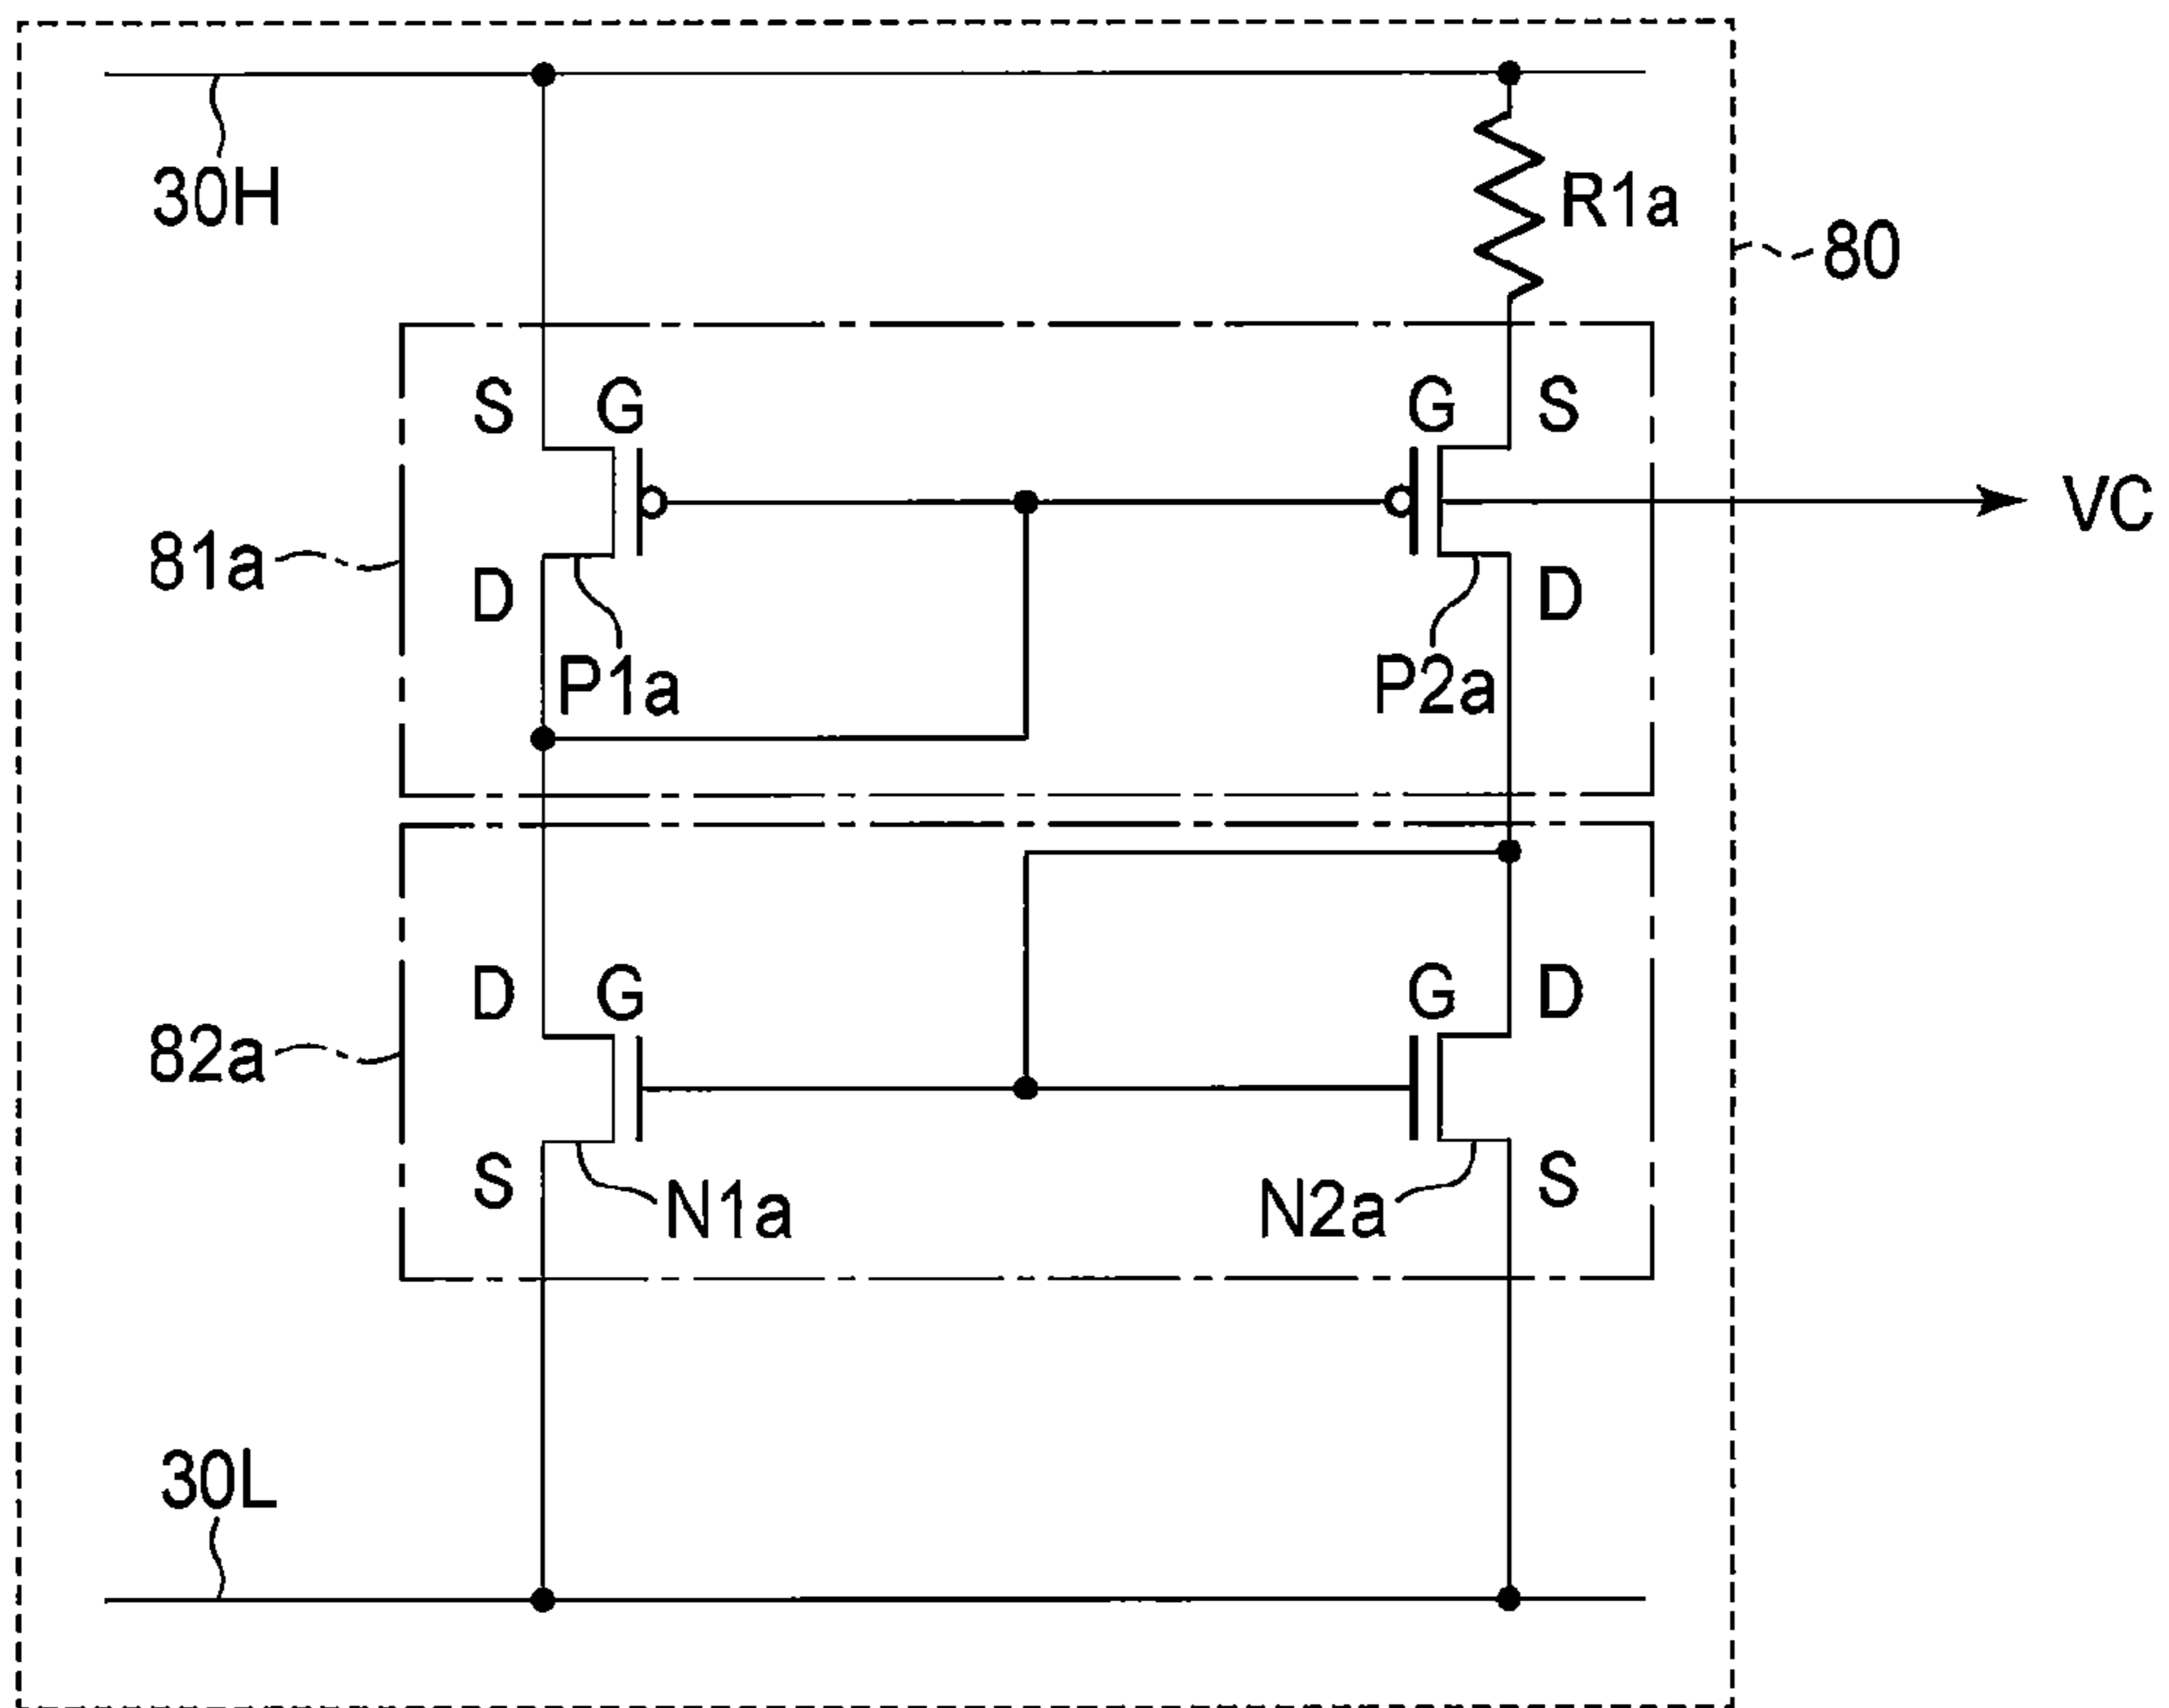 30H
R1a
80
S G G S
VC
81a
D D
P1a P2a
D G G D
82a
S S
N1a N2a
30L